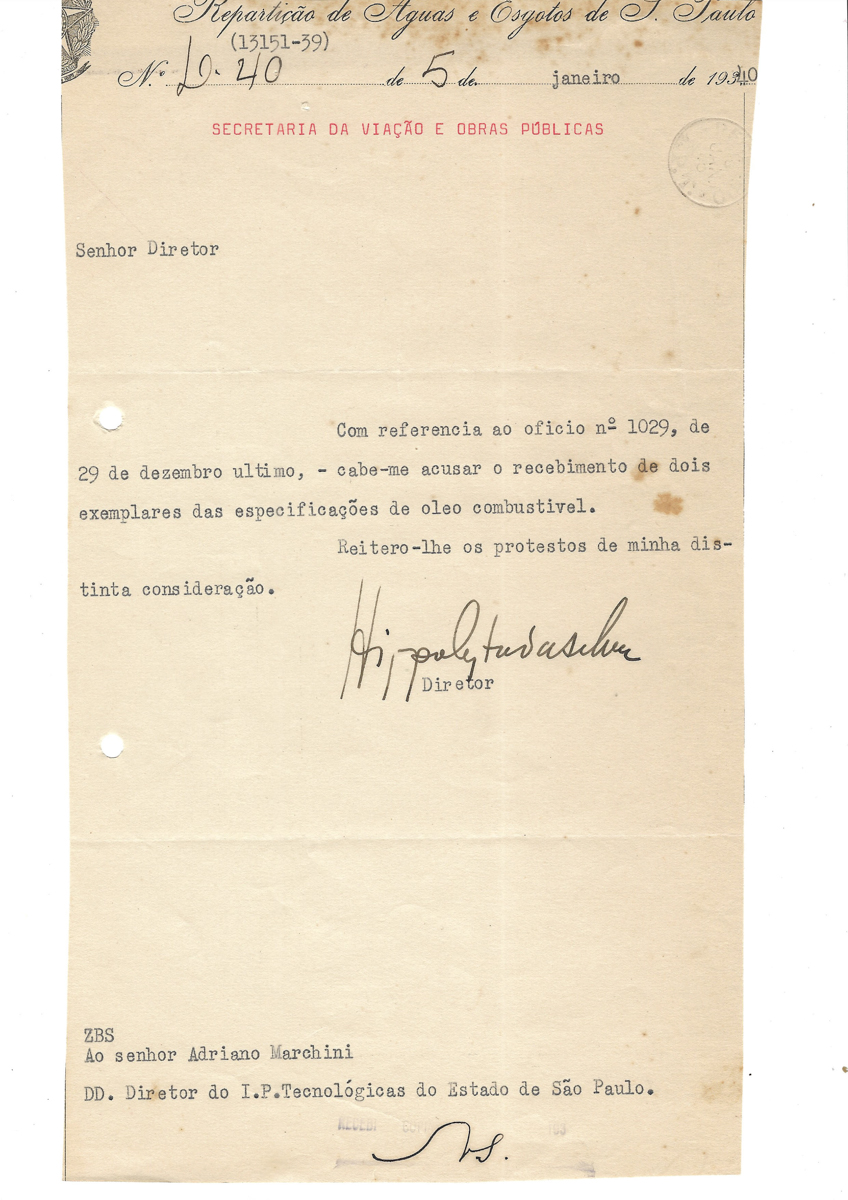 Repartição de Aguas e Esgotos de S. Paulo
(13151-39)
N.º D. 40 de 5 de janeiro de 19340
SECRETARIA DA VIAÇÃO E OBRAS PÚBLICAS
Senhor Diretor
Com referencia ao oficio nº 1029, de
29 de dezembro ultimo, - cabe-me acusar o recebimento de dois
exemplares das especificações de oleo combustivel.
Reitero-lhe os protestos de minha dis-
tinta consideração.
Diretor
ZBS
Ao senhor Adriano Marchini
DD. Diretor do I.P.Tecnológicas do Estado de São Paulo.